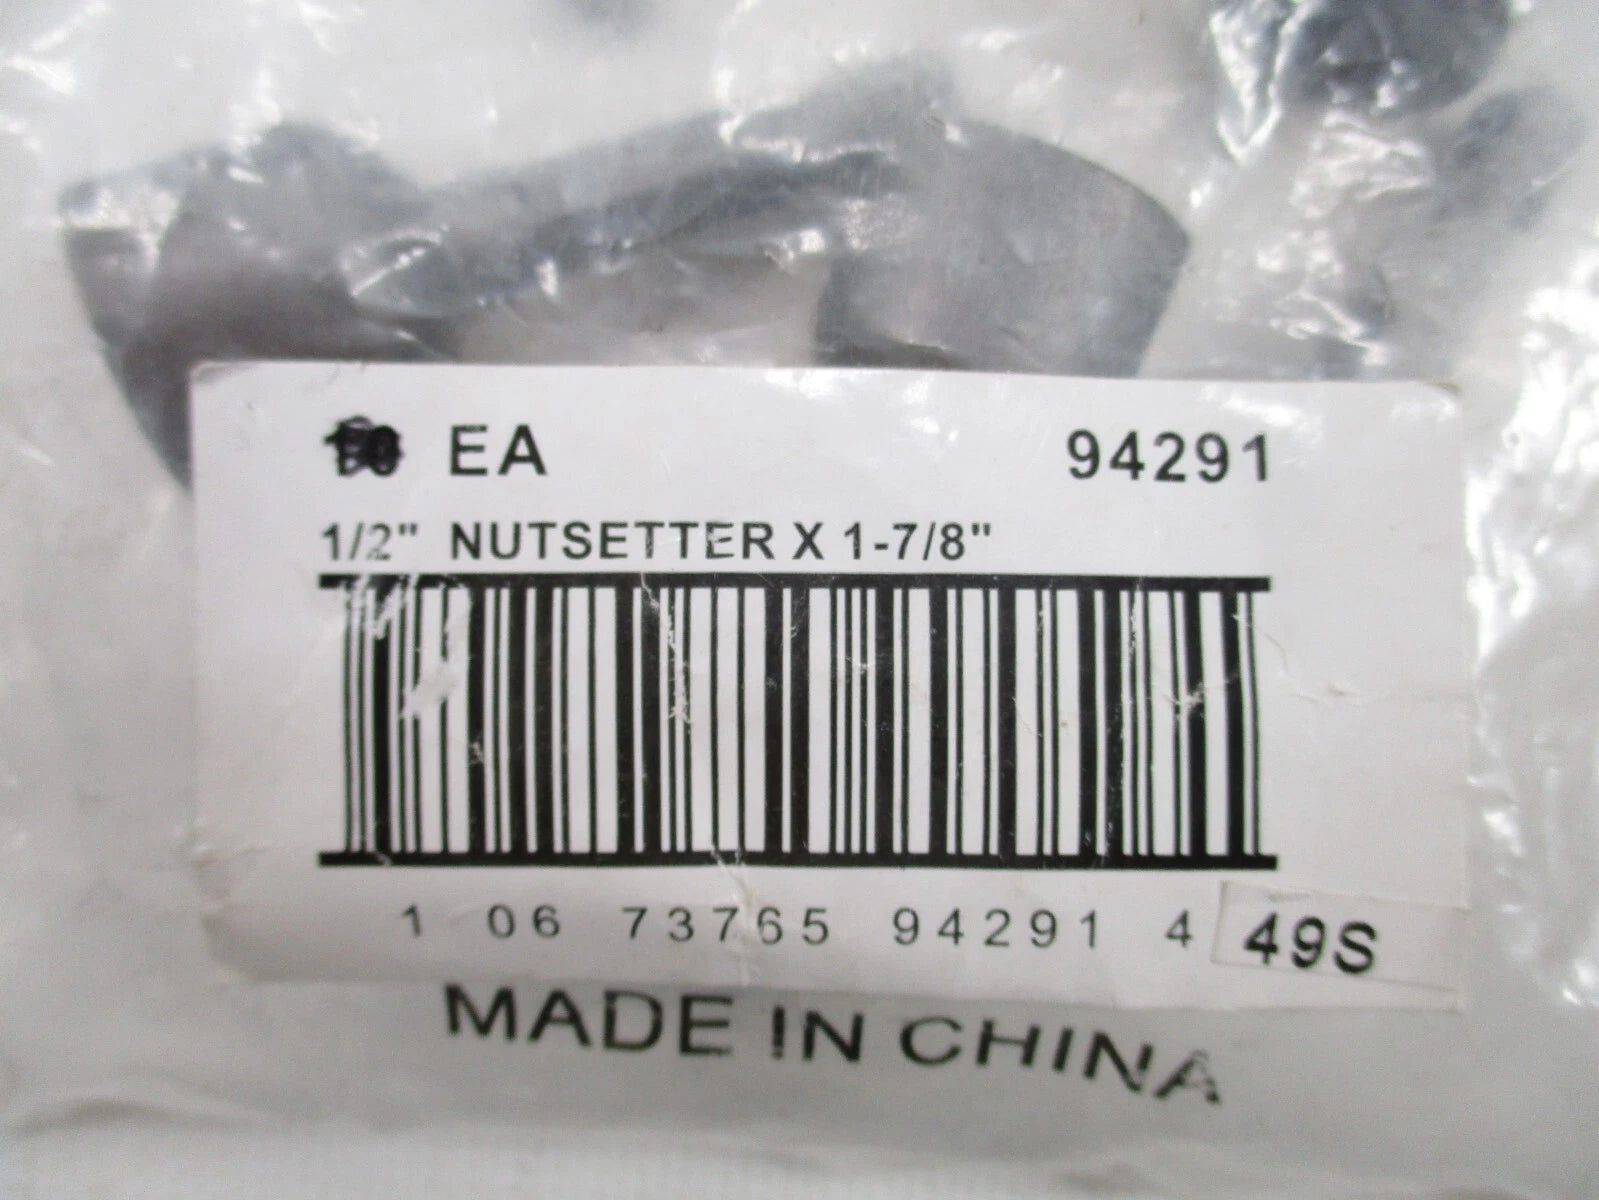 EA 94291
1/2" NUTSETTER X 1-7/8"
1 06 73765 94291 4 49S
MADE IN CHINA